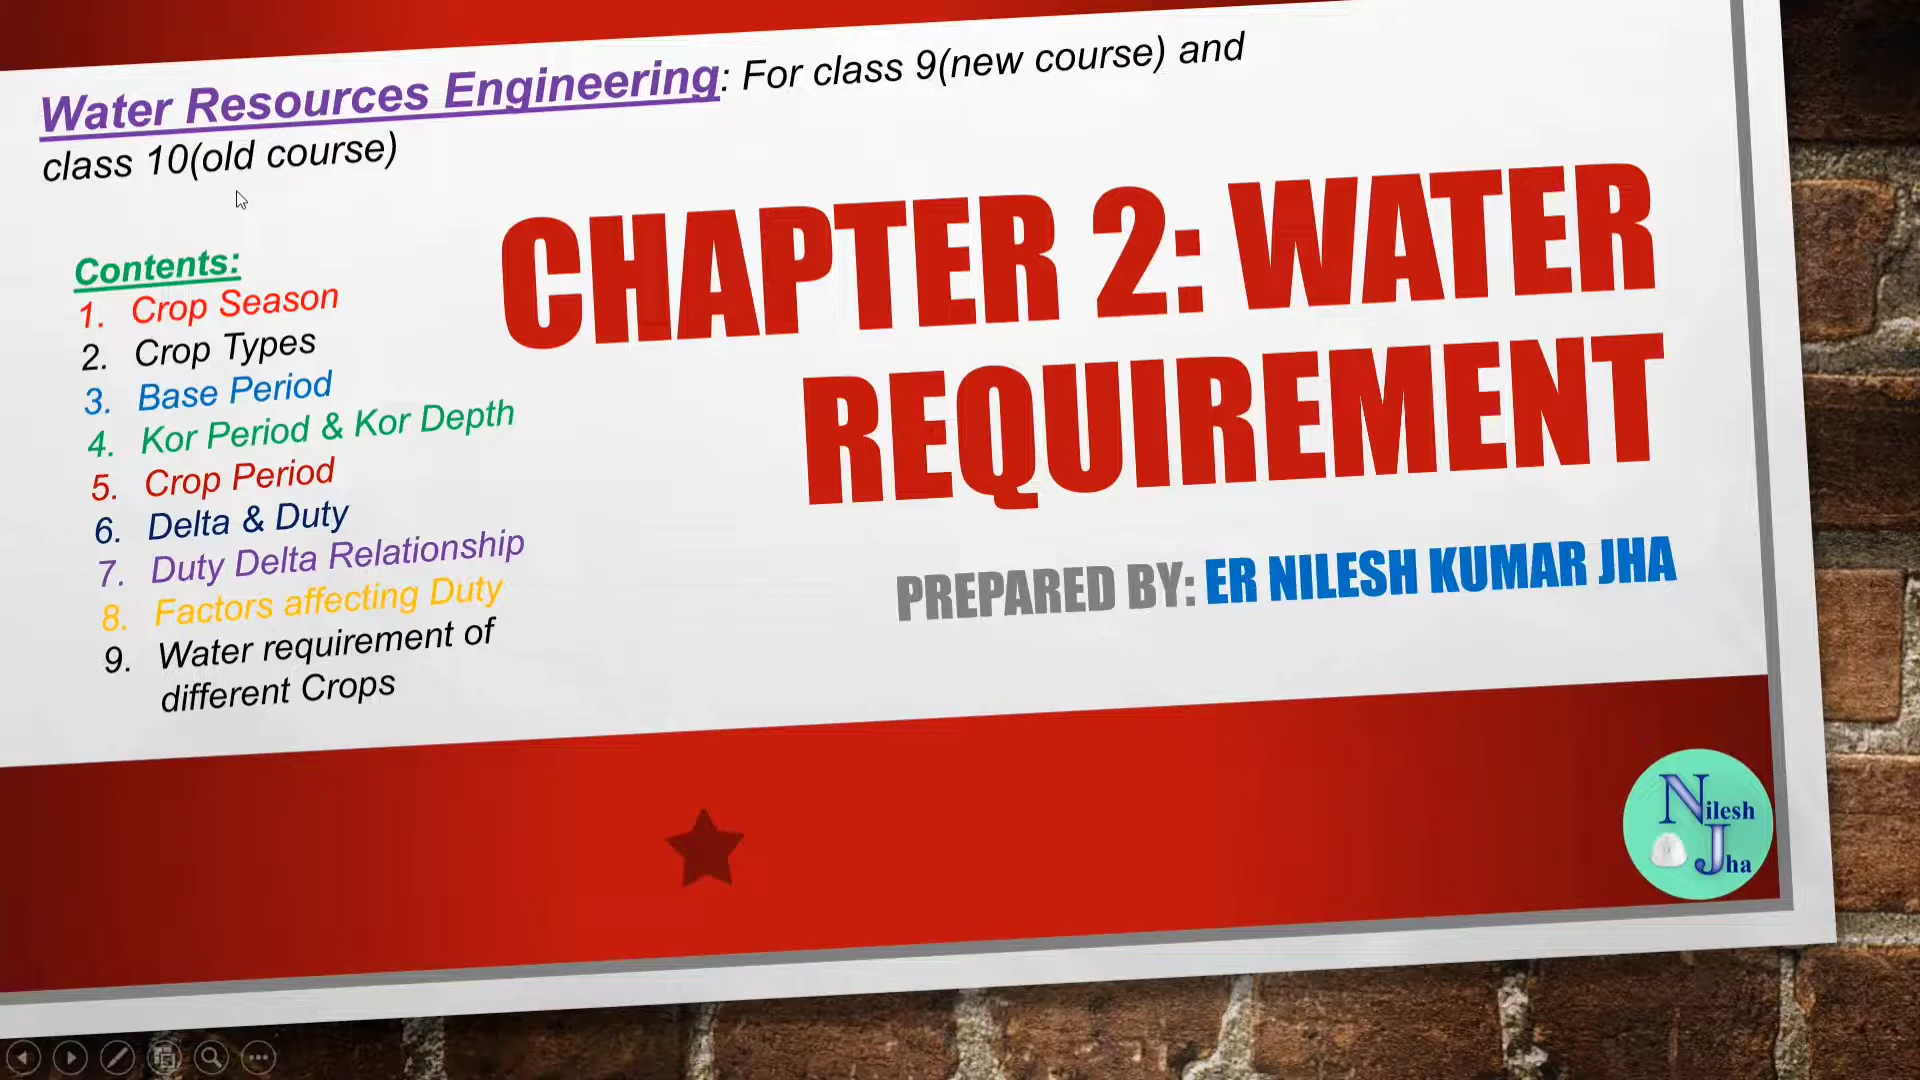 Water Resources Engineering: For class 9(new course) and
class 10(old course)
Contents:
1. Crop Season
2. Crop Types
3. Base Period
4. Kor Period & Kor Depth
5. Crop Period
6. Delta & Duty
7. Duty Delta Relationship
8. Factors affecting Duty
9. Water requirement of
different Crops
CHAPTER 2: WATER
REQUIREMENT
PREPARED BY: ER NILESH KUMAR JHA
Nilesh
Jha